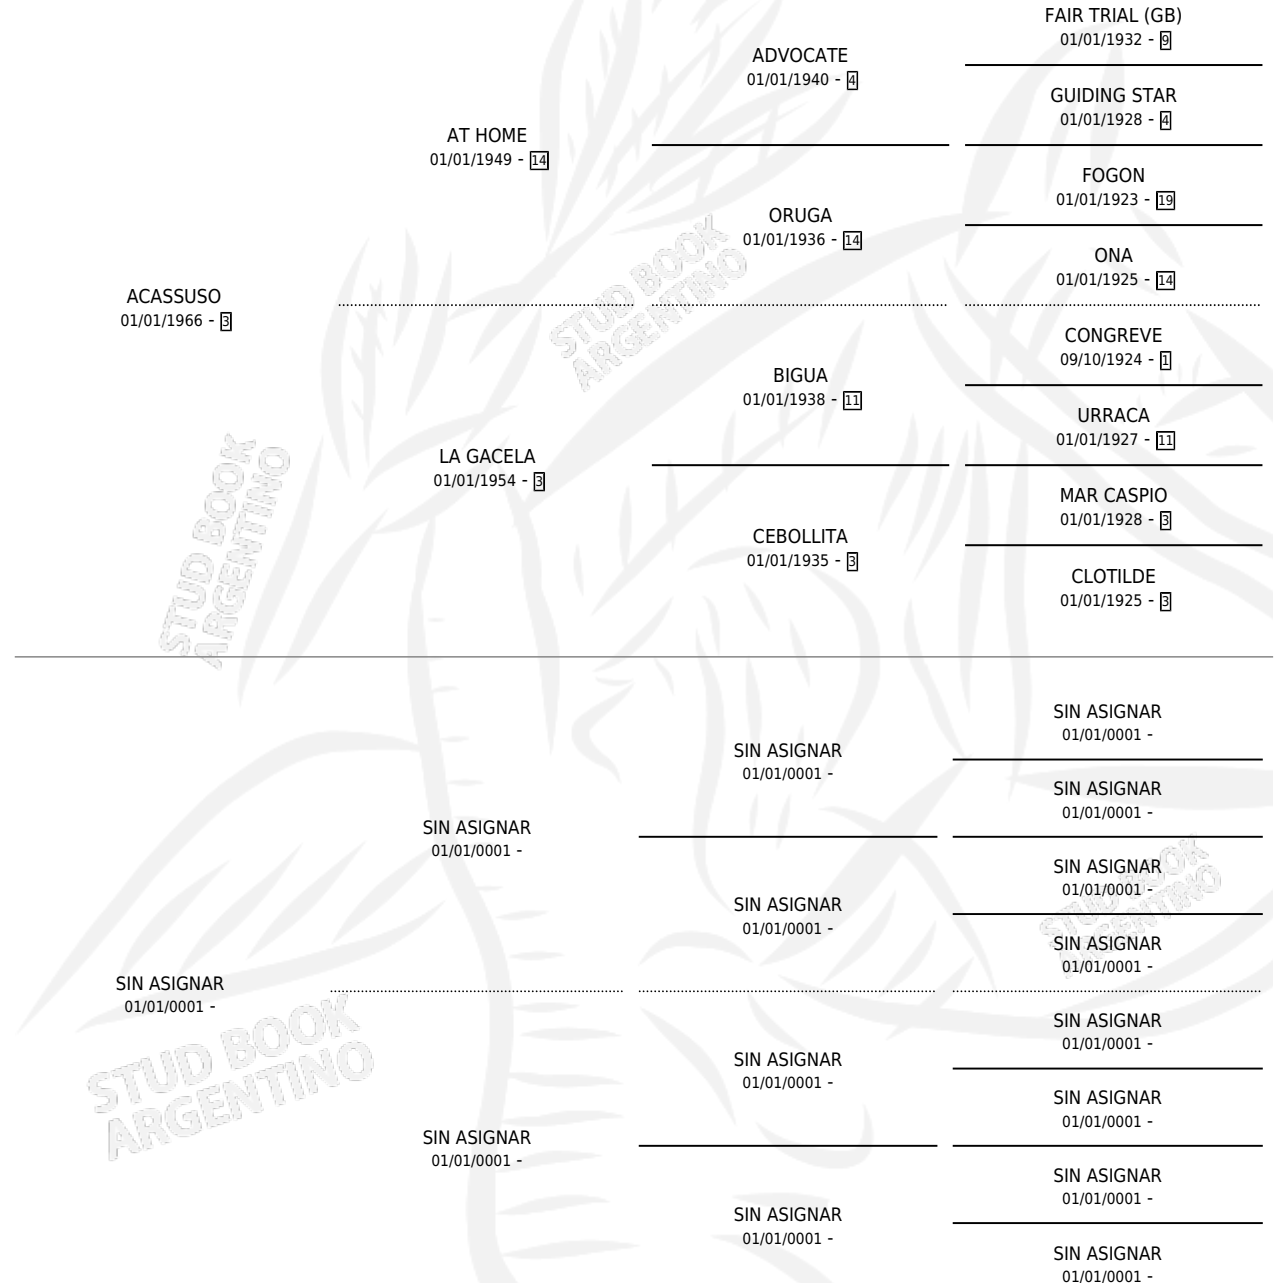 FAIR TRIAL (GB)
01/01/1932 - 9
ADVOCATE
01/01/1940 - 4
GUIDING STAR
01/01/1928 - 4
AT HOME
01/01/1949 - 14
FOGON
01/01/1923 - 19
ORUGA
01/01/1936 - 14
ONA
01/01/1925 - 14
ACASSUSO
01/01/1966 - 3
STUD BOOK
ARGENTINO
CONGREVE
09/10/1924 - 1
BIGUA
01/01/1938 - 11
URRACA
01/01/1927 - 11
LA GACELA
01/01/1954 - 3
MAR CASPIO
01/01/1928 - 3
CEBOLLITA
01/01/1935 - 3
CLOTILDE
01/01/1925 - 3
STUD BOOK
ARGENTINO
SIN ASIGNAR
01/01/0001 -
SIN ASIGNAR
01/01/0001 -
SIN ASIGNAR
01/01/0001 -
SIN ASIGNAR
01/01/0001 -
SIN ASIGNAR
01/01/0001 -
SIN ASIGNAR
01/01/0001 -
SIN ASIGNAR
01/01/0001 -
STUD BOOK
ARGENTINO
SIN ASIGNAR
01/01/0001 -
SIN ASIGNAR
01/01/0001 -
SIN ASIGNAR
01/01/0001 -
SIN ASIGNAR
01/01/0001 -
SIN ASIGNAR
01/01/0001 -
SIN ASIGNAR
01/01/0001 -
SIN ASIGNAR
01/01/0001 -
SIN ASIGNAR
01/01/0001 -
STUD BOOK
ARGENTINO